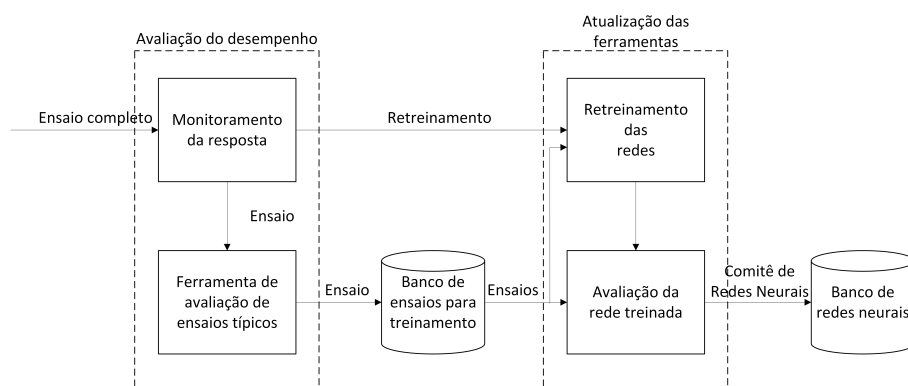 Avaliação do desempenho
Atualização das
ferramentas
Ensaio completo
Monitoramento
da resposta
Retreinamento
Retreinamento
das
redes
Ensaio
Ferramenta de
avaliação de
ensaios típicos
Ensaio
Banco de
ensaios para
treinamento
Ensaios
Avaliação da
rede treinada
Comitê de
Redes Neurais
Banco de
redes neurais